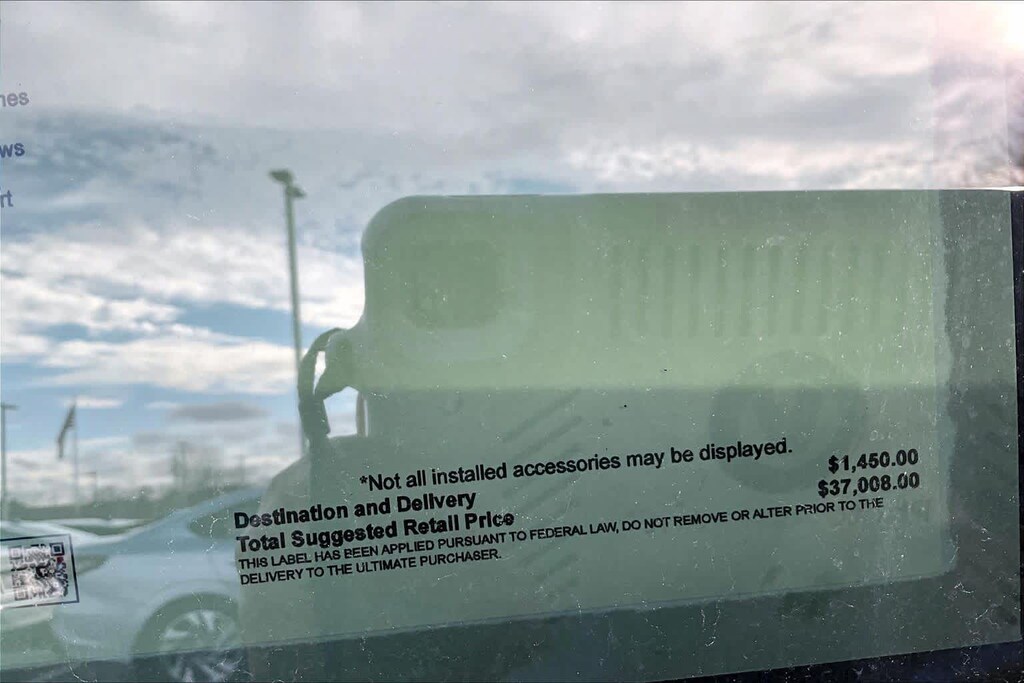 *Not all installed accessories may be displayed.
Destination and Delivery $1,450.00
Total Suggested Retail Price $37,008.00
THIS LABEL HAS BEEN APPLIED PURSUANT TO FEDERAL LAW, DO NOT REMOVE OR ALTER PRIOR TO THE
DELIVERY TO THE ULTIMATE PURCHASER.